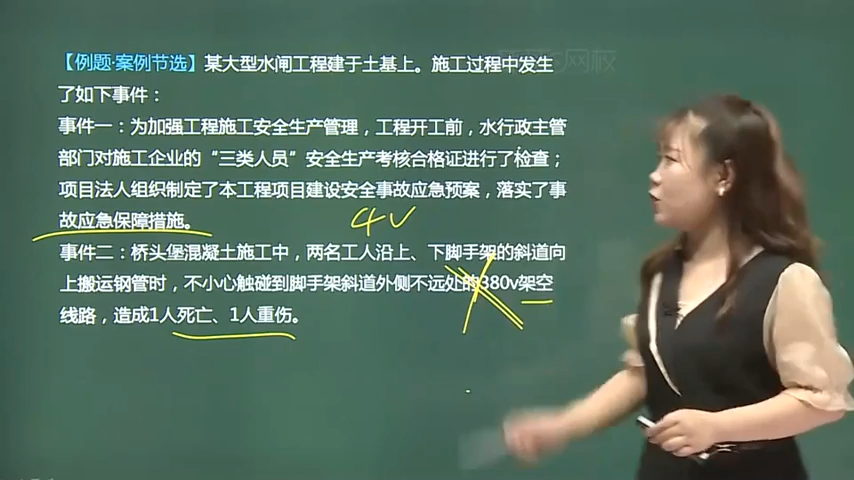 【例题·案例节选】某大型水闸工程建于土基上。施工过程中发生
了如下事件：
事件一：为加强工程施工安全生产管理，工程开工前，水行政主管
部门对施工企业的“三类人员”安全生产考核合格证进行了检查；
项目法人组织制定了本工程项目建设安全事故应急预案，落实了事
故应急保障措施。
4v
事件二：桥头堡混凝土施工中，两名工人沿上、下脚手架的斜道向
上搬运钢管时，不小心触碰到脚手架斜道外侧不远处的380v架空
线路，造成1人死亡、1人重伤。